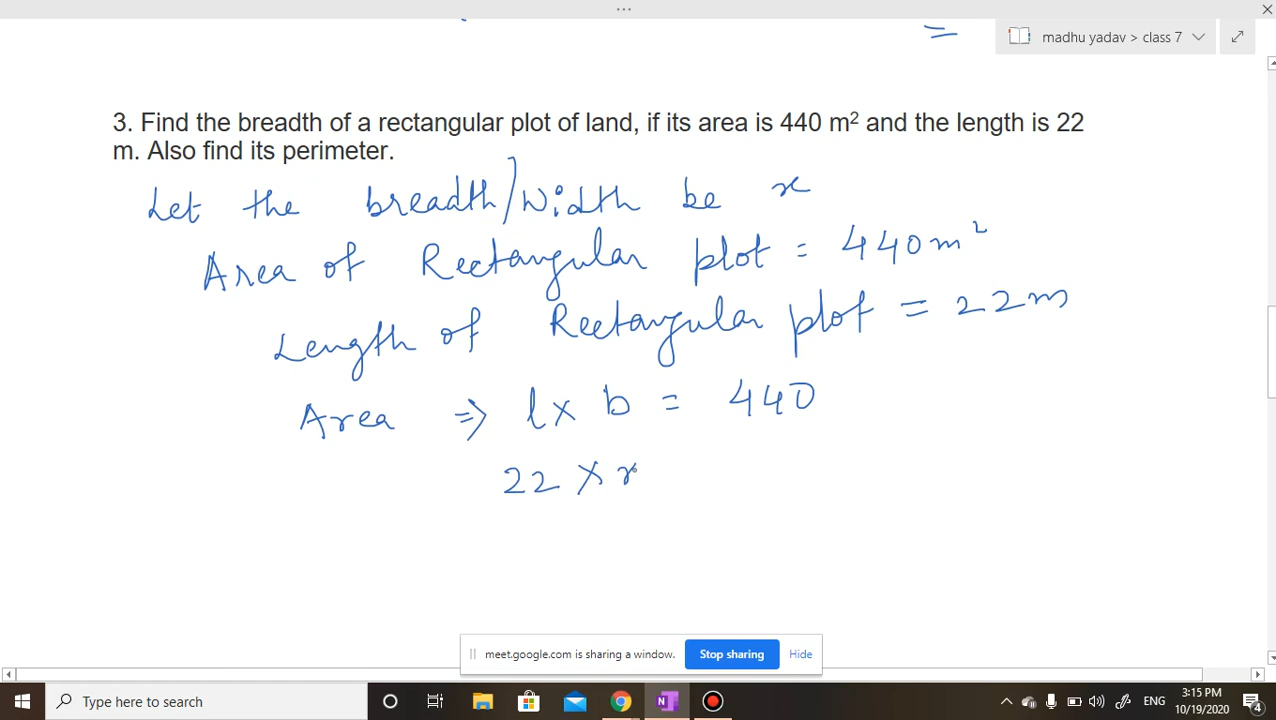 madhu yadav > class 7
3. Find the breadth of a rectangular plot of land, if its area is 440 m² and the length is 22
m. Also find its perimeter.
Let the breadth/width be x
Area of Rectangular plot = 440m²
Length of Rectangular plot = 22m
Area ⇒ l x b = 440
22 x x
meet.google.com is sharing a window. Stop sharing Hide
Type here to search
ENG
3:15 PM
10/19/2020
4